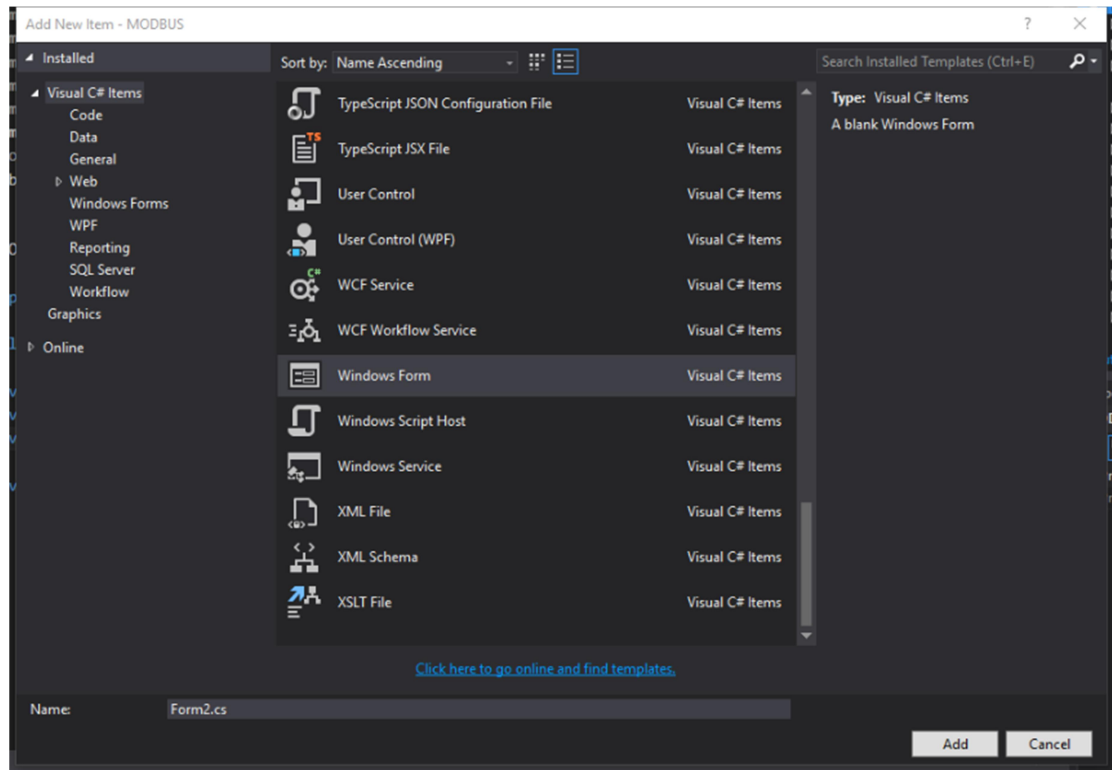 Add New Item - MODBUS
Installed
Sort by: Name Ascending
Search Installed Templates (Ctrl+E)
Visual C# Items
Code
Data
General
Web
Windows Forms
WPF
Reporting
SQL Server
Workflow
Graphics
Online
TypeScript JSON Configuration File Visual C# Items
TypeScript JSX File Visual C# Items
User Control Visual C# Items
User Control (WPF) Visual C# Items
WCF Service Visual C# Items
WCF Workflow Service Visual C# Items
Windows Form Visual C# Items
Windows Script Host Visual C# Items
Windows Service Visual C# Items
XML File Visual C# Items
XML Schema Visual C# Items
XSLT File Visual C# Items
Type: Visual C# Items
A blank Windows Form
Click here to go online and find templates.
Name: Form2.cs
Add Cancel